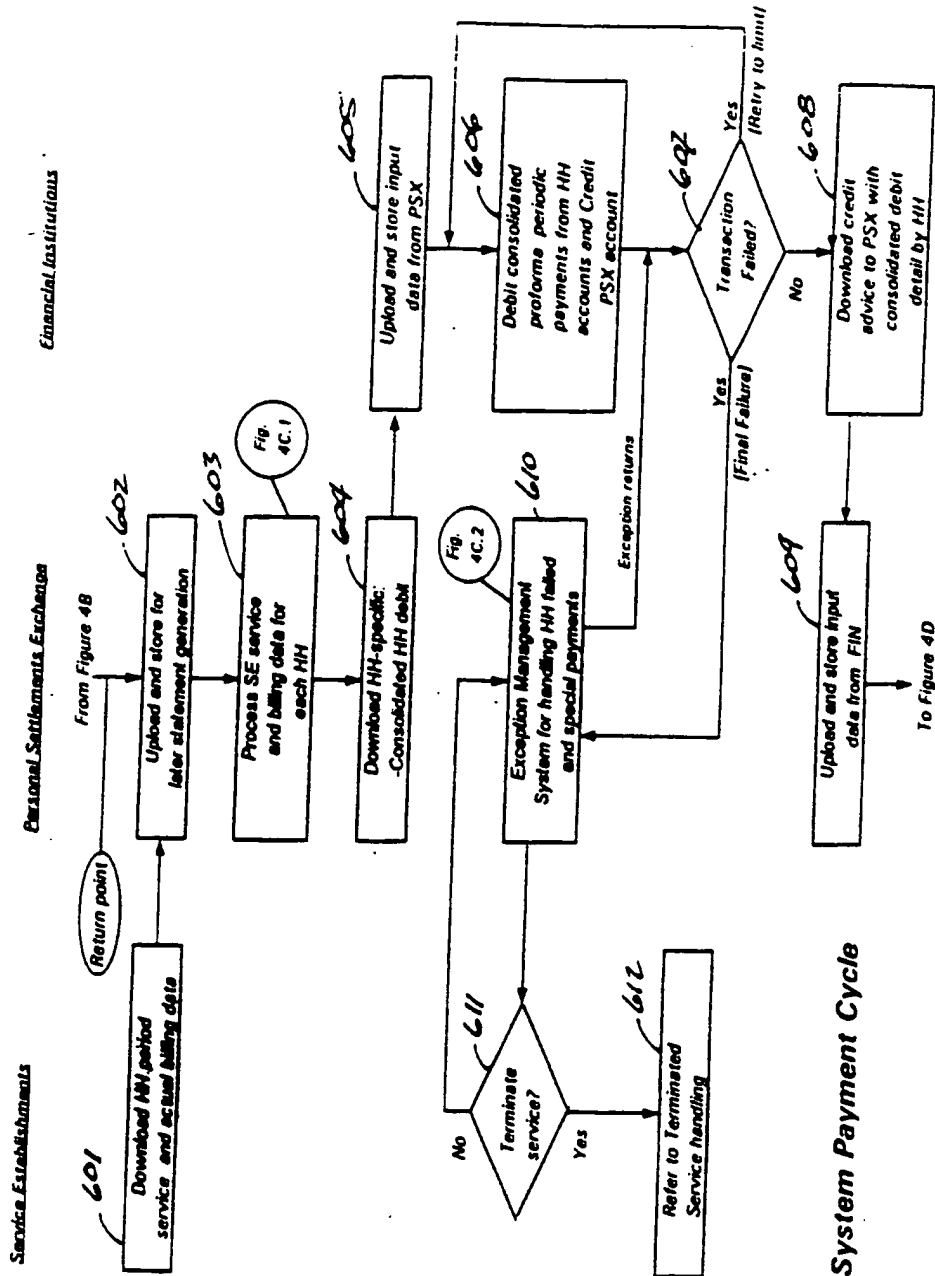 Service Establishments
Personal Settlements Exchange
Financial Institutions
601
Download HH period
service and actual billing data
Return point
From Figure 4B
602
Upload and store for
later statement generation
603
Process SE service
and billing data for
each HH
Fig.
4C.1
604
Download HH-specific:
-Consolidated HH debit
605
Upload and store input
data from PSX
606
Debit consolidated
proforma periodic
payments from HH
accounts and Credit
PSX account
607
Transaction
Failed?
Yes
[Retry to limit]
Yes
[Final Failure]
No
608
Download credit
advice to PSX with
consolidated debit
detail by HH
609
Upload and store input
data from FIN
To Figure 4D
Fig.
4C.2
610
Exception Management
System for handling HH failed
and special payments
Exception returns
611
Terminate
service?
No
Yes
612
Refer to Terminated
Service handling
System Payment Cycle